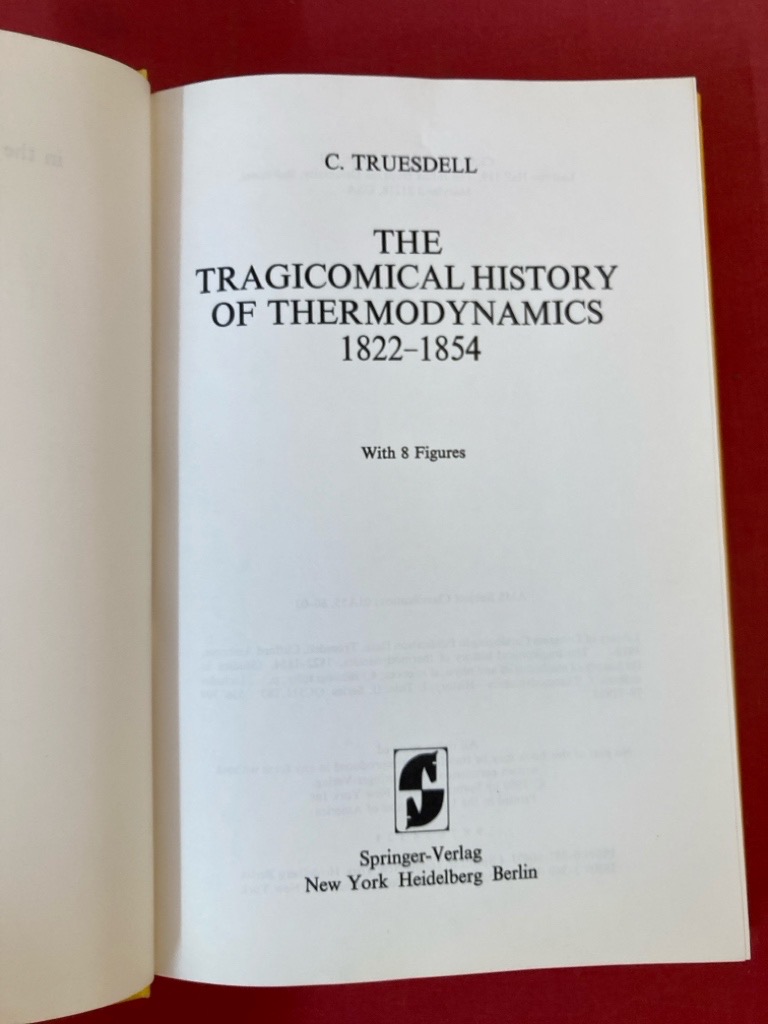 C. TRUESDELL
THE
TRAGICOMICAL HISTORY
OF THERMODYNAMICS
1822–1854
With 8 Figures
Springer-Verlag
New York Heidelberg Berlin